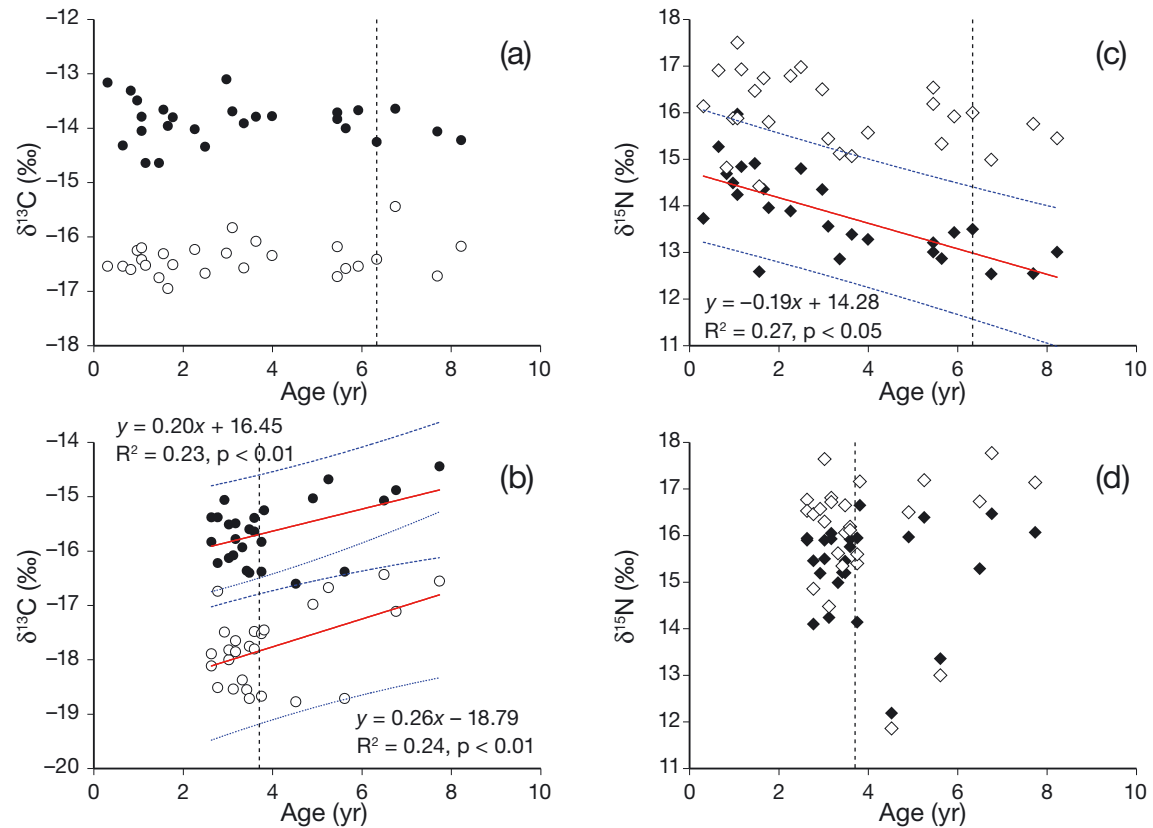 −12
−13
−14
−15
−16
−17
−18
0 2 4 6 8 10
δ¹³C (‰)
Age (yr)
(a)
18
17
16
15
14
13
12
11
0 2 4 6 8 10
δ¹⁵N (‰)
Age (yr)
(c)
y = −0.19x + 14.28
R² = 0.27, p < 0.05
y = 0.20x + 16.45
R² = 0.23, p < 0.01
−14
−15
−16
−17
−18
−19
−20
0 2 4 6 8 10
δ¹³C (‰)
Age (yr)
(b)
y = 0.26x − 18.79
R² = 0.24, p < 0.01
18
17
16
15
14
13
12
11
0 2 4 6 8 10
δ¹⁵N (‰)
Age (yr)
(d)